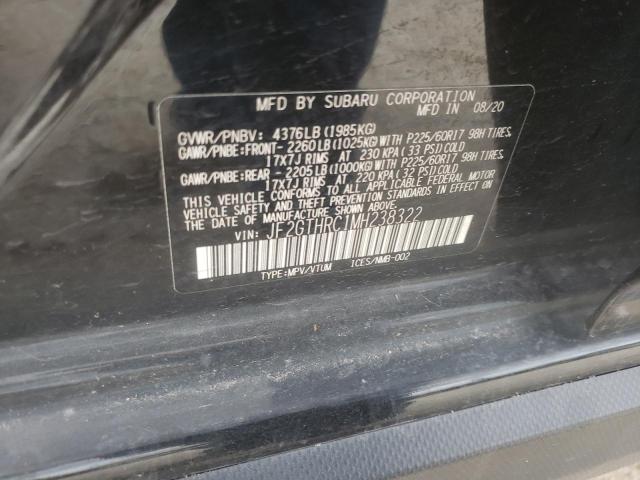 MFD BY SUBARU CORPORATION
MFD IN 08/20
GVWR/PNBV: 4376LB (1985KG)
GAWR/PNBE:FRONT- 2260LB (1025KG) WITH P225/60R17 98H TIRES,
17X7J RIMS AT 230 KPA (33 PSI) COLD
GAWR/PNBE:REAR - 2205LB (1000KG) WITH P225/60R17 98H TIRES,
17X7J RIMS AT 220 KPA (32 PSI) COLD
THIS VEHICLE CONFORMS TO ALL APPLICABLE FEDERAL MOTOR
VEHICLE SAFETY AND THEFT PREVENTION STANDARDS IN EFFECT ON
THE DATE OF MANUFACTURE SHOWN ABOVE.
VIN: JF2GTHRC1MH238322
TYPE:MPV/VTUM ICES/NMB-002